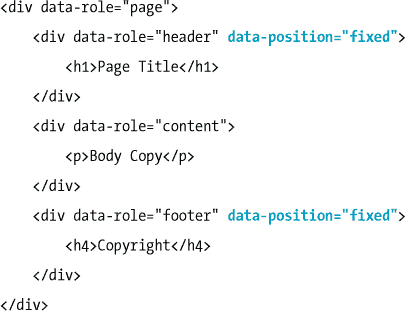 <div data-role="page">
    <div data-role="header" data-position="fixed">
        <h1>Page Title</h1>
    </div>
    <div data-role="content">
        <p>Body Copy</p>
    </div>
    <div data-role="footer" data-position="fixed">
        <h4>Copyright</h4>
    </div>
</div>